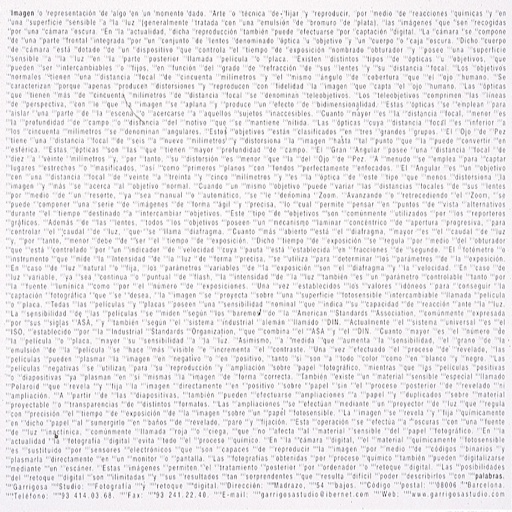 Imagen o representación de algo en un momento dado. Arte o técnica de fijar y reproducir, por medio de reacciones químicas y en
una superficie sensible a la luz (generalmente tratada con una emulsión de bromuro de plata), las imágenes que son recogidas
por una cámara oscura. En la actualidad, dicha reproducción también puede efectuarse por captación digital. La cámara se compone
de una parte frontal integrada por un conjunto de lentes denominado óptica u objetivo y un cuerpo o caja oscura. Dicho cuerpo
de cámara está dotado de un dispositivo que controla el tiempo de exposición nombrado obturador y posee una superficie
sensible a la luz en la parte posterior llamada película o placa. Existen distintos tipos de ópticas u objetivos, que
pueden ser intercambiables o fijos, en función del grado de refracción de sus lentes y su distancia focal. Los objetivos
normales tienen una distancia focal de cincuenta milímetros y el mismo ángulo de cobertura que el ojo humano. Se
caracterizan porque apenas producen distorsiones y reproducen con fidelidad la imagen que capta el ojo humano. Las ópticas
que tienen más de cincuenta milímetros de distancia focal se denominan teleobjetivos. Los teleobjetivos comprimen las líneas
de perspectiva, con lo que la imagen se aplana y produce un efecto de bidimensionalidad. Estas ópticas se emplean para
aislar una parte de la escena o acercarse a aquellos sujetos inaccesibles. Cuanto mayor es la distancia focal, menor es
la profundidad de campo o distancia del motivo que se mantiene nítida. Las ópticas cuya distancia focal es inferior a
los cincuenta milímetros se denominan angulares. Estos objetivos están clasificados en tres grandes grupos. El Ojo de Pez
tiene una distancia focal de seis a nueve milímetros y distorsiona la imagen hasta tal punto que la puede convertir en
esférica. Estas ópticas son las que tienen mayor profundidad de campo. El Gran Angular posee una distancia focal de
diez a veinte milímetros y, por tanto, su distorsión es menor que la del Ojo de Pez. A menudo se emplea para captar
lugares estrechos o masificados, así como primeros planos con fondos perfectamente enfocados. El Angular es un objetivo
con una distancia focal de veinte a treinta y cinco milímetros y es la óptica de este tipo que menos distorsiona la
imagen y más se acerca al objetivo normal. Cuando un mismo objetivo puede variar las distancias focales de sus lentes
por medio de un resorte, ya sea manual o automático, se le denomina Zoom. Avanzando o retrocediendo el Zoom, se
puede componer una serie de imágenes de forma ágil y precisa, lo cual permite pensar en puntos de vista alternativos
durante el tiempo destinado a intercambiar objetivos. Este tipo de objetivos son comúnmente utilizados por los reporteros
gráficos. Además de las lentes, todos los objetivos poseen un mecanismo laminar concéntrico de apertura progresiva, para
controlar el caudal de luz, que se llama diafragma. Cuanto más abierto está el diafragma, mayor es el caudal de luz
y, por tanto, menor debe de ser el tiempo de exposición. Dicho tiempo de exposición se regula por medio del obturador
que está controlado por un indicador de velocidad cuya pauta está establecida en fracciones de segundo. El fotómetro o
instrumento que mide la intensidad de la luz de forma precisa, se utiliza para determinar los parámetros de la exposición.
En caso de luz natural o fija, los parámetros variables de la exposición son el diafragma y la velocidad. En caso de
luz variable, ya sea continua o de puntual de flash, la intensidad de la luz también es un parámetro controlable tanto por
la fuente lumínica como por el número de exposiciones. Una vez establecidos los valores idóneos para conseguir la
captación fotográfica que se desea, la imagen se proyecta sobre una superficie fotosensible intercambiable llamada película
o placa. Todas las películas y placas poseen una sensibilidad nominal que indica su capacidad de reacción ante la luz.
La sensibilidad de las películas se miden según los baremos de la American Standards Association, comúnmente expresada
por sus siglas ASA, y también según el sistema industrial alemán llamado DIN. Actualmente el sistema universal es el
ISO, establecido por la Industrial Standards Organization, que combina el ASA y el DIN. Cuanto mayor es el número de
la película o placa, mayor su sensibilidad a la luz. Asimismo, a medida que aumenta la sensibilidad, el grano de la
emulsión de la película se hace más visible e incrementa el contraste. Una vez efectuado el proceso de revelado, las
películas pueden plasmar la imagen en negativo o en positivo, tanto si son a todo color como en blanco y negro. Las
películas negativas se utilizan para su reproducción y ampliación sobre papel fotográfico, mientras que las películas positivas
o diapositivas ya plasman en sí mismas la imagen de forma correcta. También existe un material sensible especial llamado
Polaroid que revela y fija la imagen directamente en positivo sobre papel sin el proceso posterior de revelado ni
ampliación. A partir de las diapositivas, también pueden efectuarse ampliaciones a papel y duplicados sobre material
proyectable o transparencias de distintos formatos. Las ampliaciones se efectúan mediante un proyector de luz que regula
con precisión el tiempo de exposición de la imagen sobre un papel fotosensible. La imagen se revela y fija químicamente
en dicho papel al sumergirlo en baños de revelado, paro y fijación. Esta operación se efectúa a oscuras con una fuente
de luz inactínica, comúnmente llamada roja o ciega, que no afecta al material sensible del papel fotográfico. En la
actualidad la fotografía digital evita todo el proceso químico. En la cámara digital, el material químicamente fotosensible
es sustituido por sensores electrónicos que son capaces de reproducir la imagen por medio de códigos binarios y
plasmarla directamente en un monitor o pantalla. Las fotografías obtenidas por proceso químico también pueden digitalizarse
mediante un escáner. Estas imágenes permiten el tratamiento posterior por ordenador o retoque digital. Las posibilidades
del retoque digital son ilimitadas y sus resultados tan sorprendentes que resulta difícil poder describirlos con palabras.
Garrigosa Studio: Fotografía y retoque digital. Dirección: Madrazo, 54 bajos. Código postal: 08006 Barcelona.
Teléfono: 93 414.03.68. Fax: 93 241.22.40. E-mail: garrigosastudio@ibernet.com Web: www.garrigosastudio.com